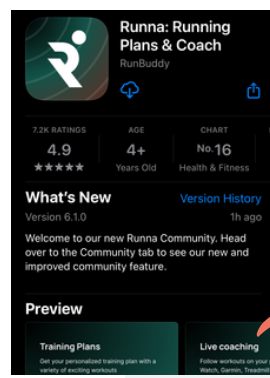 Runna: Running
Plans & Coach
RunBuddy
7.2K RATINGS
4.9
★★★★★
AGE
4+
Years Old
CHART
No.16
Health & Fitness
What's New
Version History
Version 6.1.0
1h ago
Welcome to our new Runna Community. Head
over to the Community tab to see our new and
improved community feature.
Preview
Training Plans
Get your personalized training plan with a
variety of exciting workouts
Live coaching
Follow workouts on your
Watch, Garmin, Treadmill